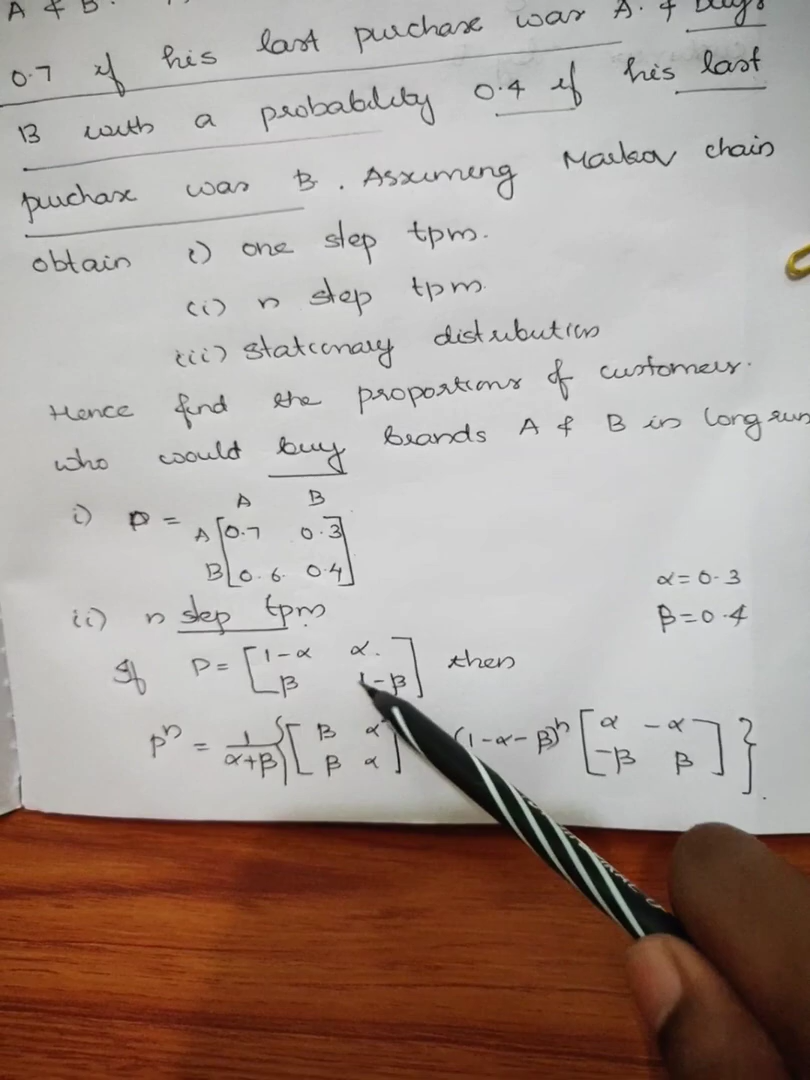 A & B.
0.7 if his last purchase was A. & buys
B with a probability 0.4 if his last
purchase was B. Assuming Markov chain
obtain i) one step tpm.
(i) n step tpm
iii) stationary distribution
Hence find the proportions of customers.
who would buy brands A & B in long run
i) P = A B A [0.7 0.3] B [0.6 0.4]
α = 0.3
ii) n step tpm
β = 0.4
If P = [1-α α. β 1-β] then
pⁿ = 1/(α+β) { [β α β α] (1-α-β)ⁿ [α -α -β β] }.